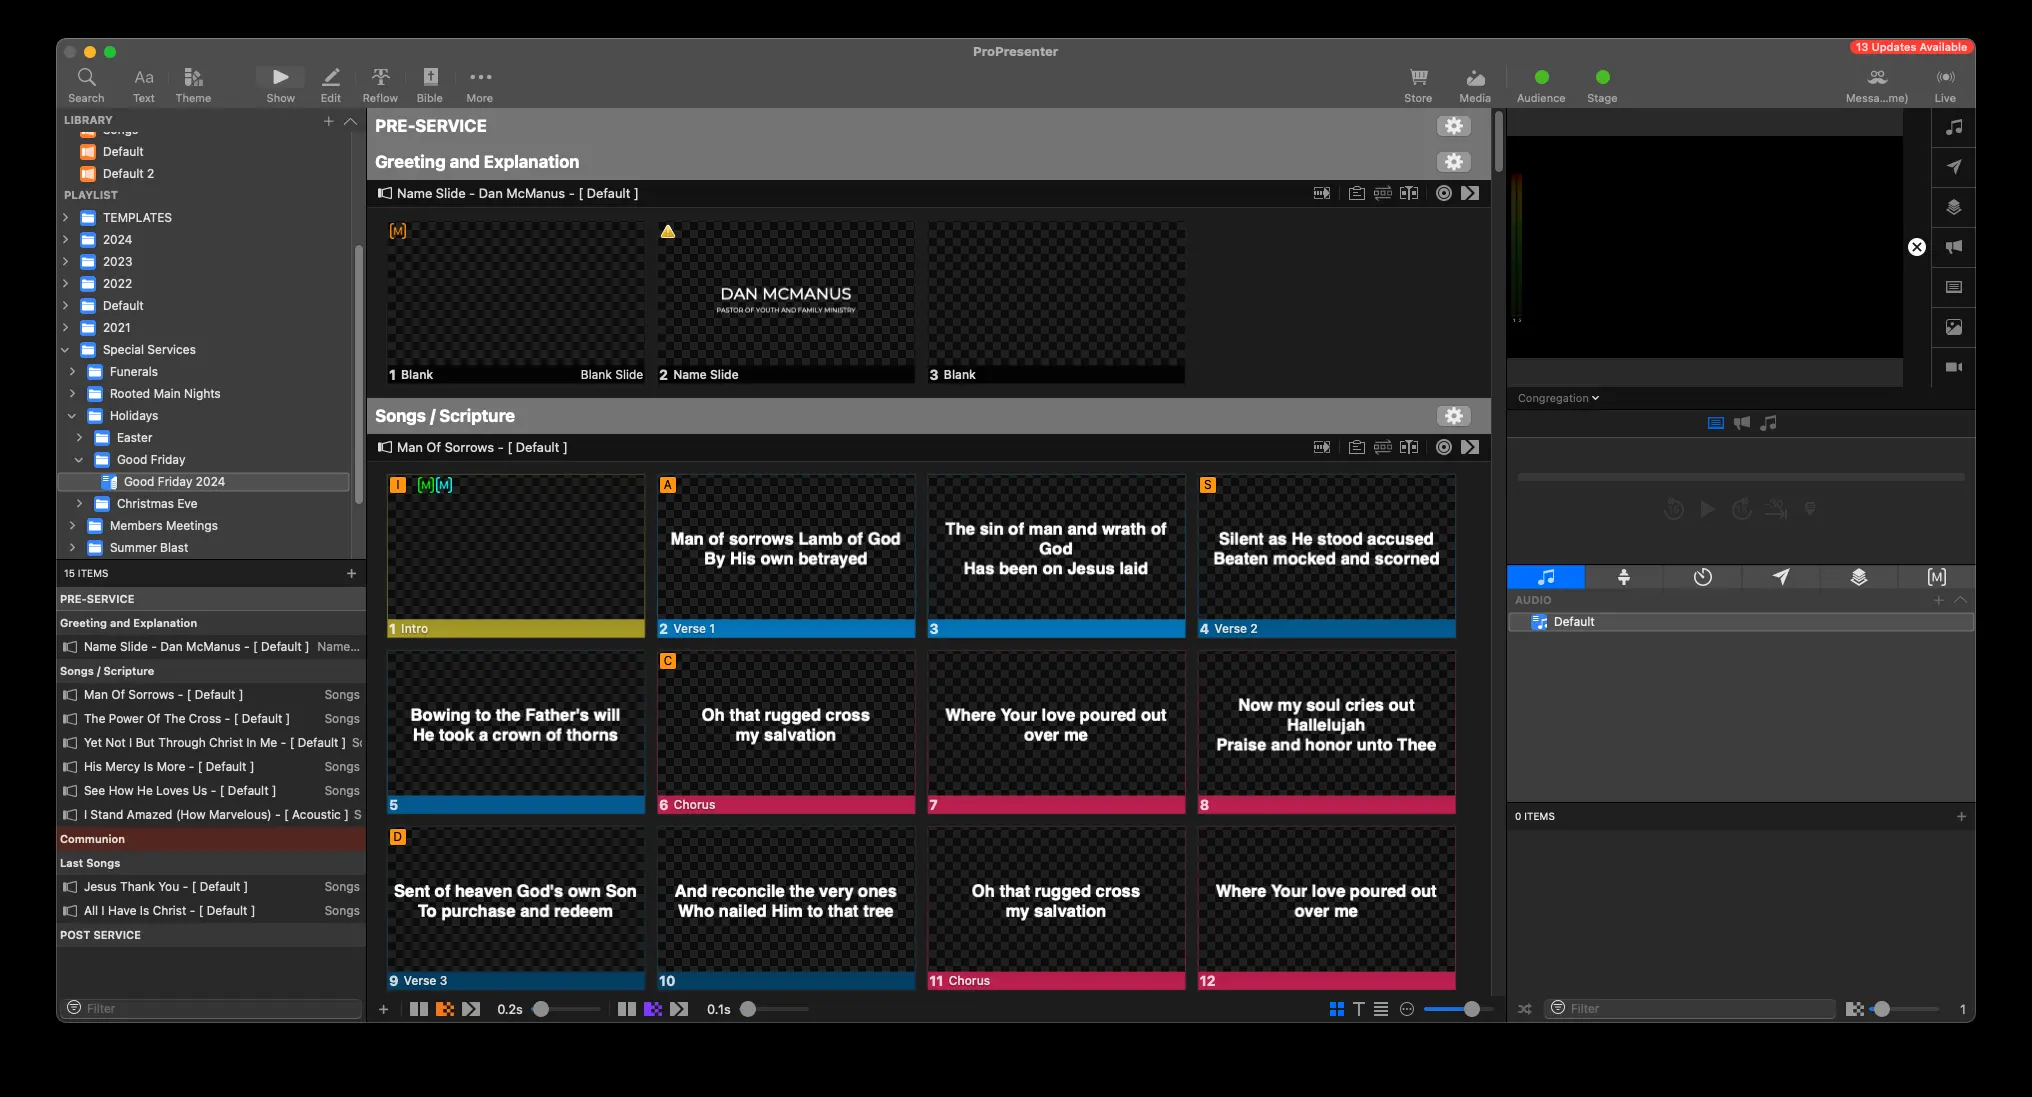 ProPresenter
13 Updates Available
Search
Aa
Text
Theme
Show
Edit
Reflow
Bible
More
Store
Media
Audience
Stage
Messa...me)
Live
LIBRARY
Songs
Default
Default 2
PLAYLIST
TEMPLATES
2024
2023
2022
Default
2021
Special Services
Funerals
Rooted Main Nights
Holidays
Easter
Good Friday
Good Friday 2024
Christmas Eve
Members Meetings
Summer Blast
15 ITEMS
PRE-SERVICE
Greeting and Explanation
Name Slide - Dan McManus - [ Default ] Name...
Songs / Scripture
Man Of Sorrows - [ Default ] Songs
The Power Of The Cross - [ Default ] Songs
Yet Not I But Through Christ In Me - [ Default ] Sc
His Mercy Is More - [ Default ] Songs
See How He Loves Us - [ Default ] Songs
I Stand Amazed (How Marvelous) - [ Acoustic ] S
Communion
Last Songs
Jesus Thank You - [ Default ] Songs
All I Have Is Christ - [ Default ] Songs
POST SERVICE
Filter
PRE-SERVICE
Greeting and Explanation
Name Slide - Dan McManus - [ Default ]
[M]
DAN MCMANUS
PASTOR OF YOUTH AND FAMILY MINISTRY
1 Blank Blank Slide
2 Name Slide
3 Blank
Songs / Scripture
Man Of Sorrows - [ Default ]
I [M][M]
1 Intro
A
Man of sorrows Lamb of God
By His own betrayed
2 Verse 1
The sin of man and wrath of
God
Has been on Jesus laid
3
S
Silent as He stood accused
Beaten mocked and scorned
4 Verse 2
Bowing to the Father's will
He took a crown of thorns
5
C
Oh that rugged cross
my salvation
6 Chorus
Where Your love poured out
over me
7
Now my soul cries out
Hallelujah
Praise and honor unto Thee
8
D
Sent of heaven God's own Son
To purchase and redeem
9 Verse 3
And reconcile the very ones
Who nailed Him to that tree
10
Oh that rugged cross
my salvation
11 Chorus
Where Your love poured out
over me
12
0.2s
0.1s
Congregation
[M]
AUDIO
Default
0 ITEMS
Filter
1